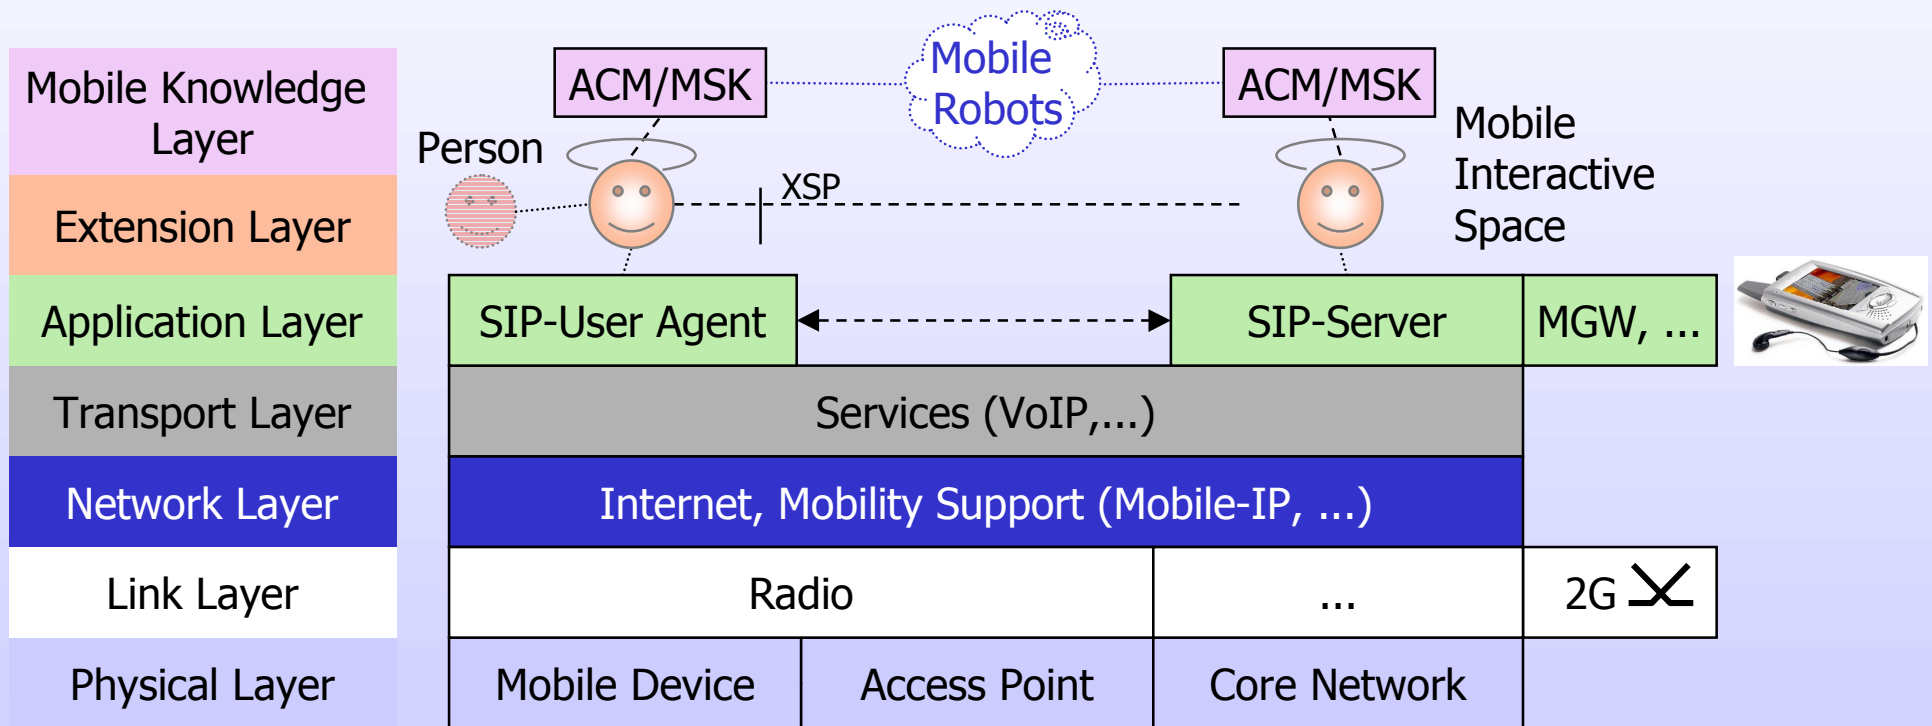 Mobile Knowledge
Layer
ACM/MSK
Mobile
Robots
ACM/MSK
Person
XSP
Mobile
Interactive
Space
Extension Layer
Application Layer
SIP-User Agent
SIP-Server
MGW, ...
Transport Layer
Services (VoIP,...)
Network Layer
Internet, Mobility Support (Mobile-IP, ...)
Link Layer
Radio
...
2G
Physical Layer
Mobile Device
Access Point
Core Network